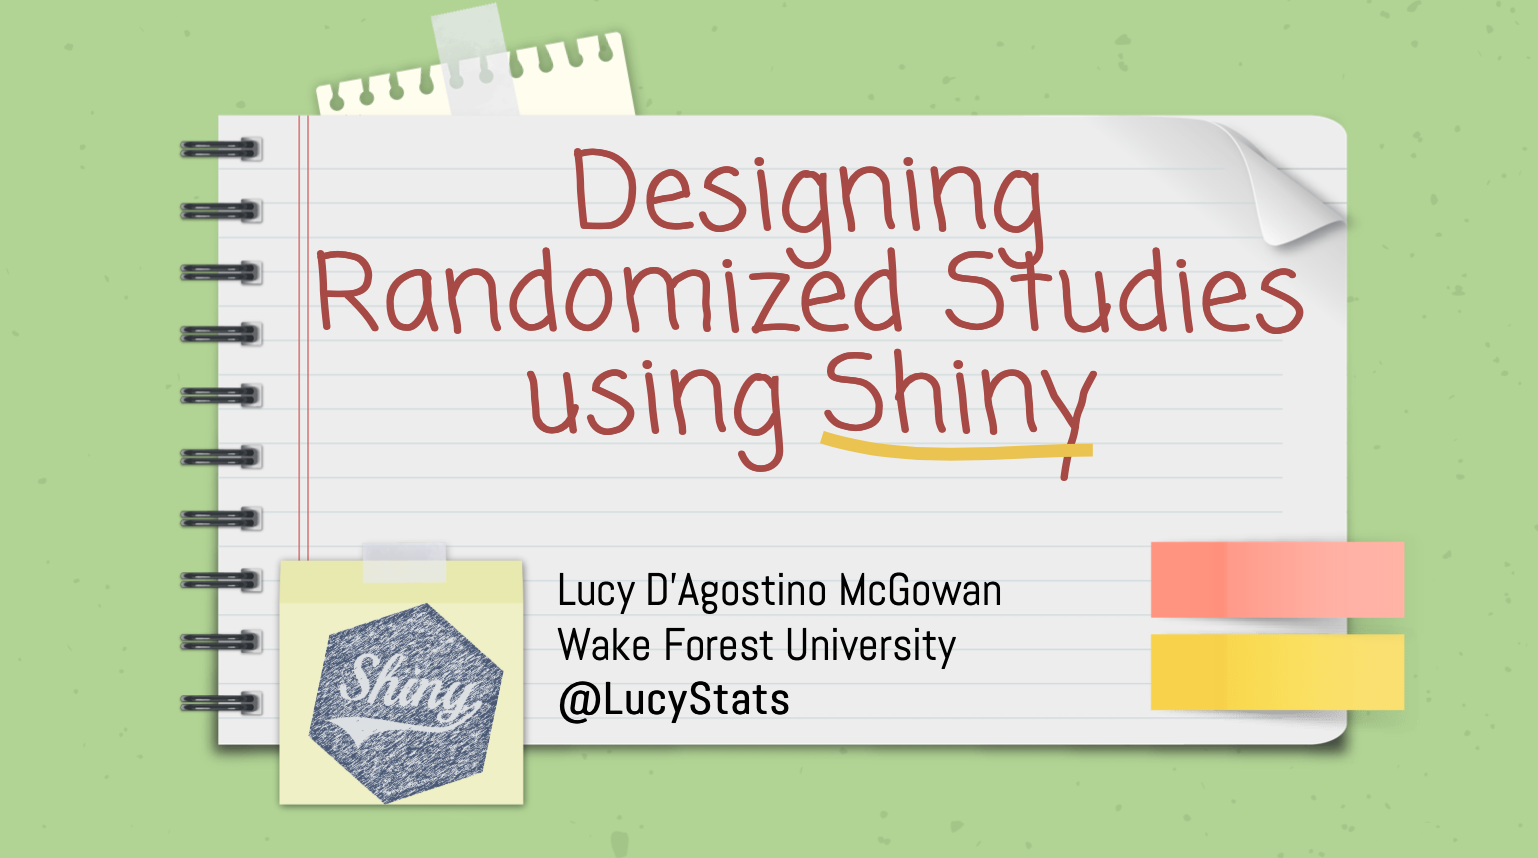 Designing
Randomized Studies
using Shiny
Lucy D'Agostino McGowan
Wake Forest University
@LucyStats
Shiny